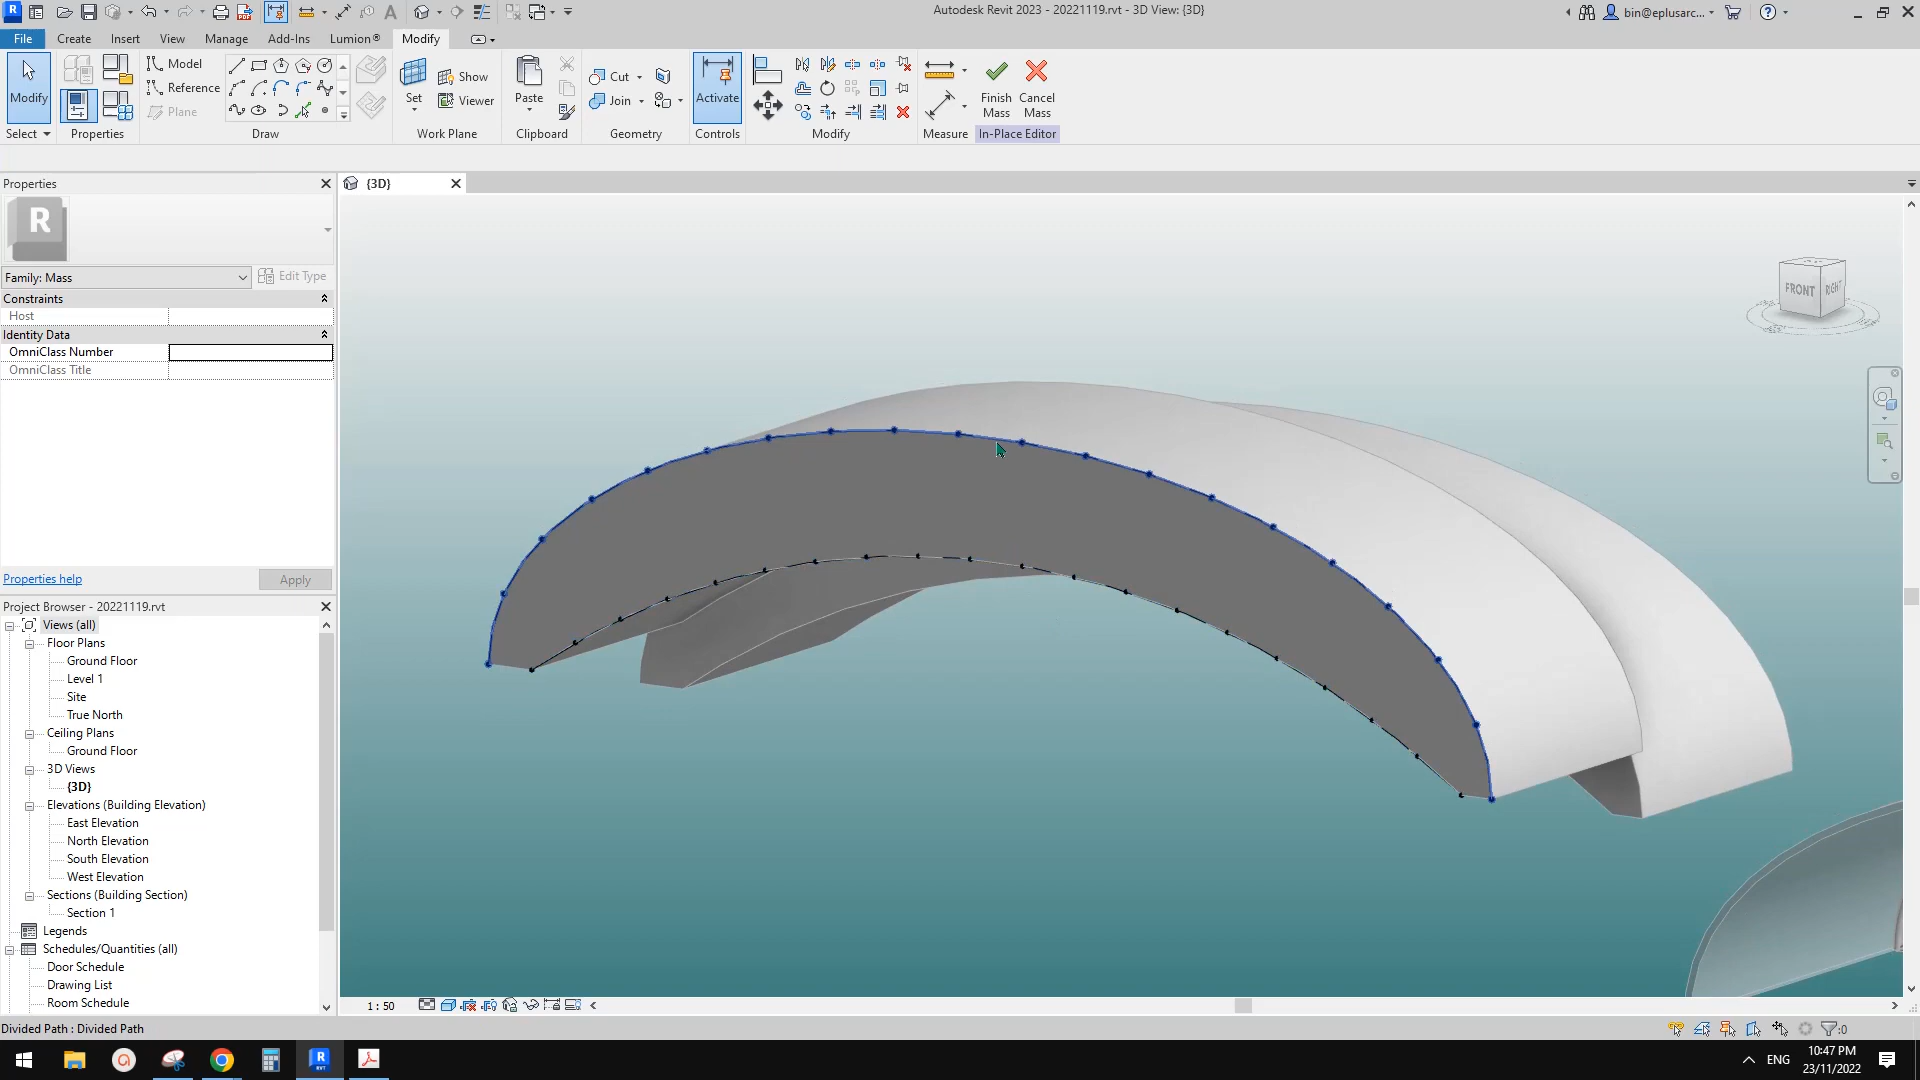 Autodesk Revit 2023 - 20221119.rvt - 3D View: {3D}
bin@eplusarc...
File
Create
Insert
View
Manage
Add-Ins
Lumion®
Modify
Modify
Select
Properties
Model
Reference
Plane
Draw
Set
Show
Viewer
Work Plane
Paste
Clipboard
Cut
Join
Geometry
Activate
Controls
Modify
Measure
Finish Mass
Cancel Mass
In-Place Editor
Properties
{3D}
R
Family: Mass
Edit Type
Constraints
Host
Identity Data
OmniClass Number
OmniClass Title
Properties help
Apply
Project Browser - 20221119.rvt
Views (all)
Floor Plans
Ground Floor
Level 1
Site
True North
Ceiling Plans
Ground Floor
3D Views
{3D}
Elevations (Building Elevation)
East Elevation
North Elevation
South Elevation
West Elevation
Sections (Building Section)
Section 1
Legends
Schedules/Quantities (all)
Door Schedule
Drawing List
Room Schedule
FRONT
RIGHT
1 : 50
Divided Path : Divided Path
:0
ENG
10:47 PM
23/11/2022